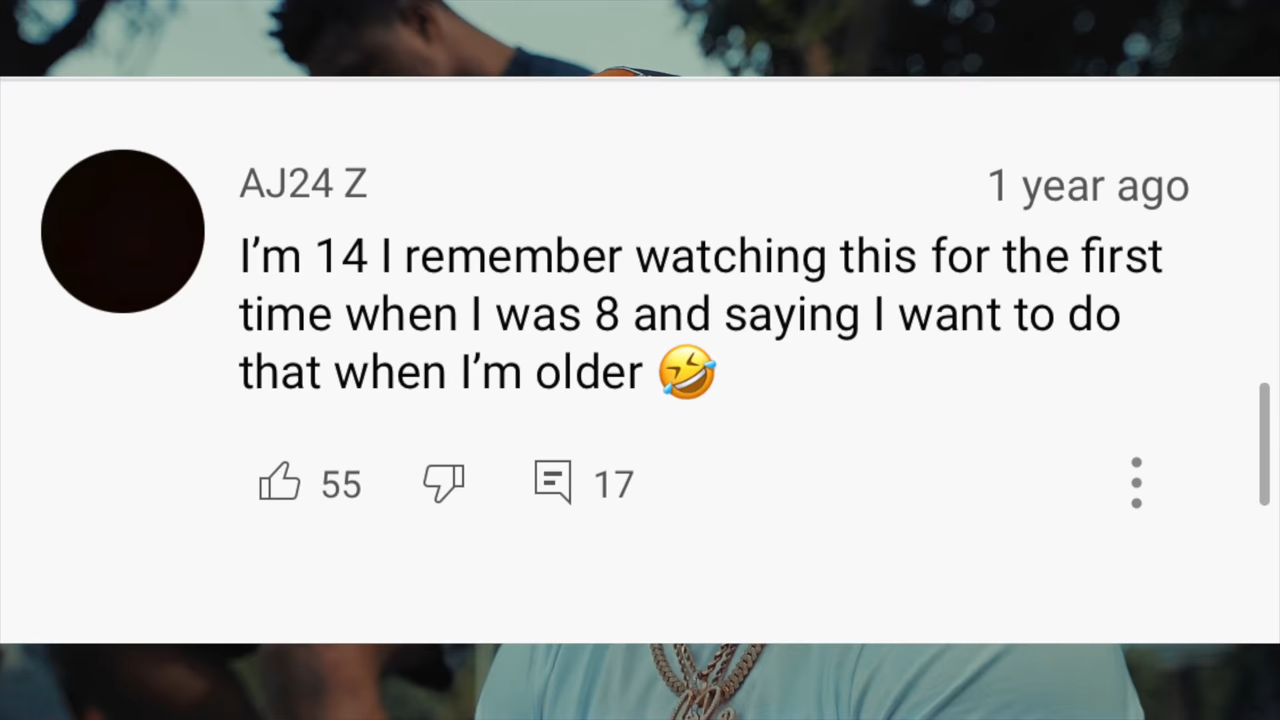 AJ24 Z
1 year ago
I’m 14 I remember watching this for the first
time when I was 8 and saying I want to do
that when I’m older 🤣
55
17